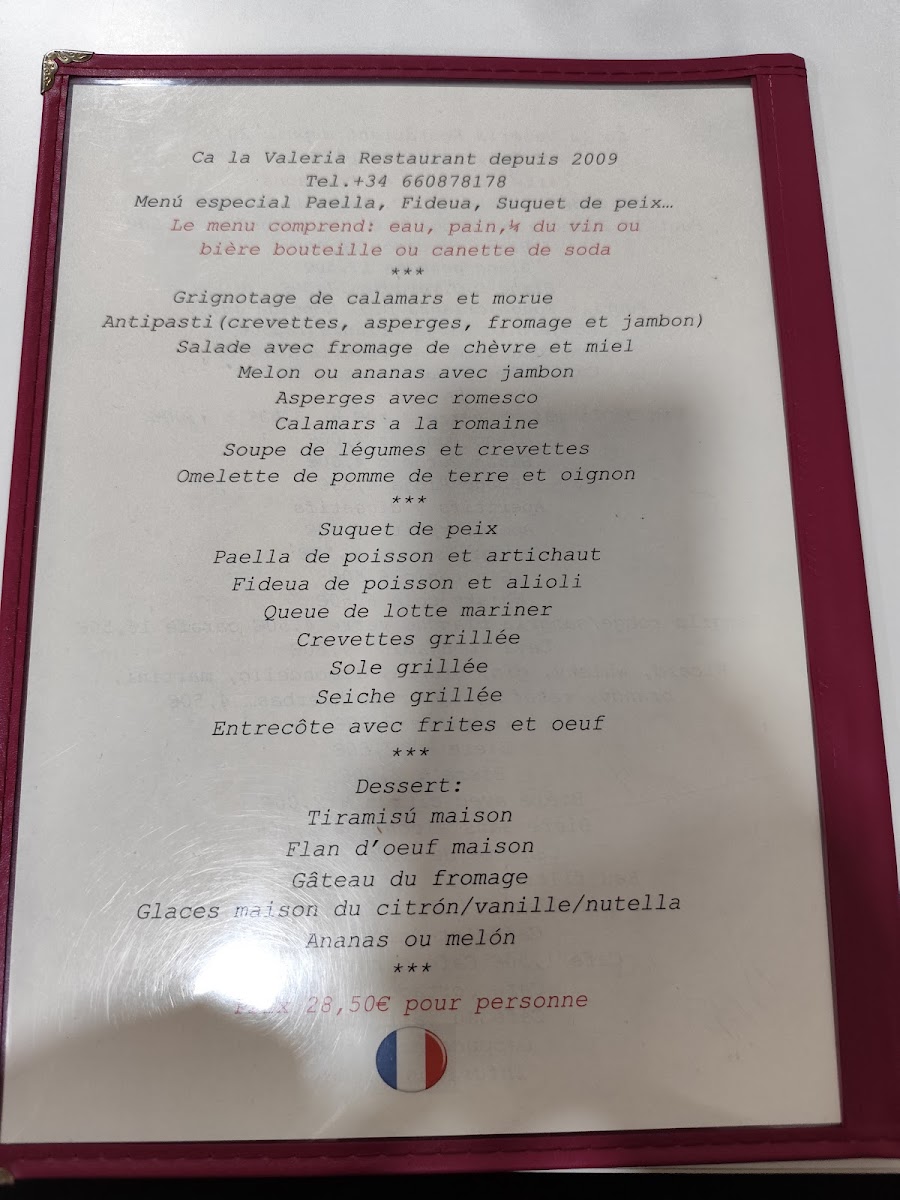 Ca la Valeria Restaurant depuis 2009
Tel.+34 660878178
Menú especial Paella, Fideua, Suquet de peix…
Le menu comprend: eau, pain,¼ du vin ou
bière bouteille ou canette de soda
***
Grignotage de calamars et morue
Antipasti(crevettes, asperges, fromage et jambon)
Salade avec fromage de chèvre et miel
Melon ou ananas avec jambon
Asperges avec romesco
Calamars a la romaine
Soupe de légumes et crevettes
Omelette de pomme de terre et oignon
***
Suquet de peix
Paella de poisson et artichaut
Fideua de poisson et alioli
Queue de lotte mariner
Crevettes grillée
Sole grillée
Seiche grillée
Entrecôte avec frites et oeuf
***
Dessert:
Tiramisú maison
Flan d’oeuf maison
Gâteau du fromage
Glaces maison du citrón/vanille/nutella
Ananas ou melón
***
Prix 28,50€ pour personne